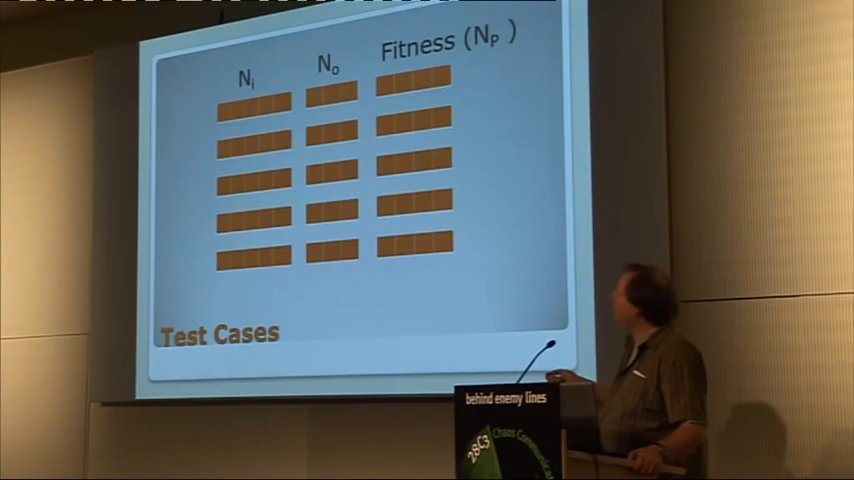 Nᵢ Nₒ Fitness (Nₚ )
Test Cases
behind enemy lines
28C3
Chaos Communicat